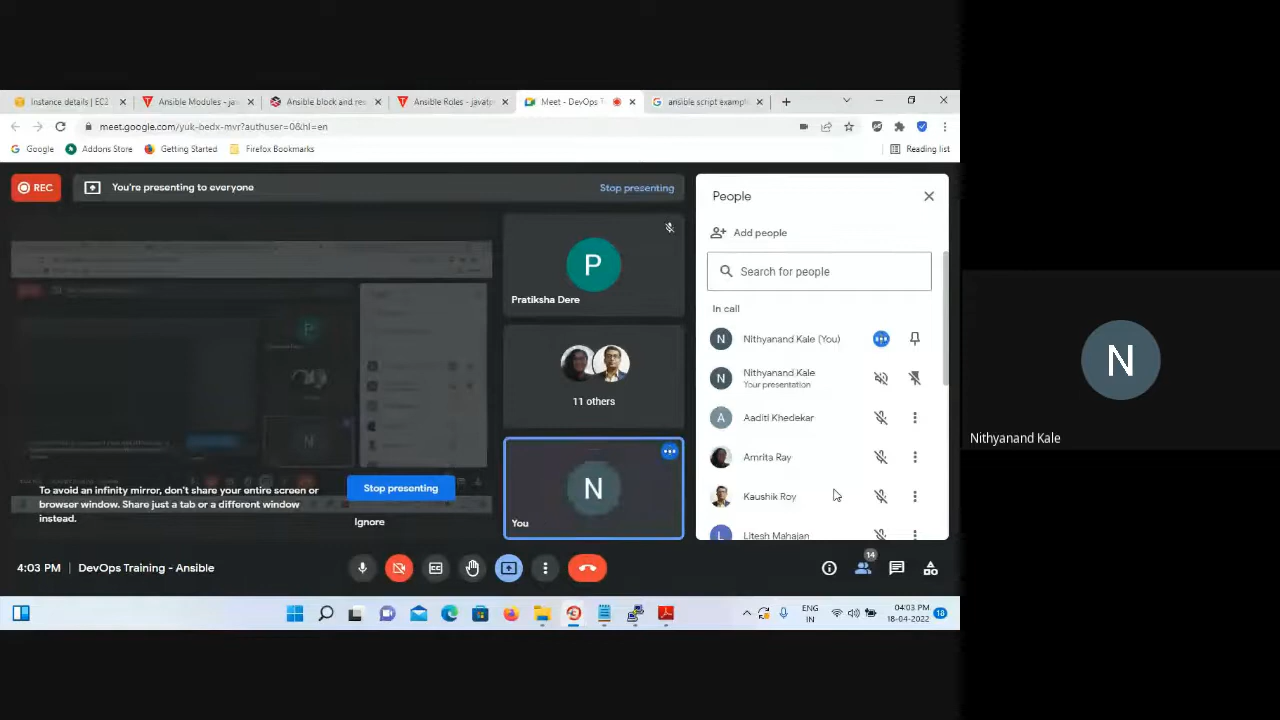 Instance details | EC2
Ansible Modules - jav
Ansible block and res
Ansible Roles - javatp
Meet - DevOps T
ansible script example
meet.google.com/yuk-bedx-mvr?authuser=0&hl=en
Google
Addons Store
Getting Started
Firefox Bookmarks
Reading list
REC
You're presenting to everyone
Stop presenting
People
Add people
Search for people
In call
Nithyanand Kale (You)
Nithyanand Kale
Your presentation
Aaditi Khedekar
Amrita Ray
Kaushik Roy
Litesh Mahajan
P
Pratiksha Dere
11 others
N
You
To avoid an infinity mirror, don't share your entire screen or
browser window. Share just a tab or a different window
instead.
Stop presenting
Ignore
4:03 PM | DevOps Training - Ansible
14
ENG
IN
04:03 PM
18-04-2022
18
N
N
A
L
N
Nithyanand Kale